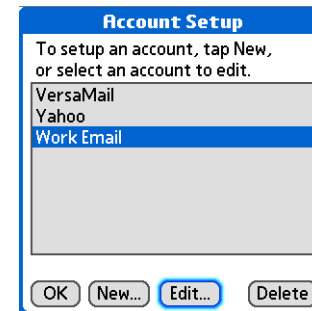 Account Setup
To setup an account, tap New,
or select an account to edit.
VersaMail
Yahoo
Work Email
OK New... Edit... Delete